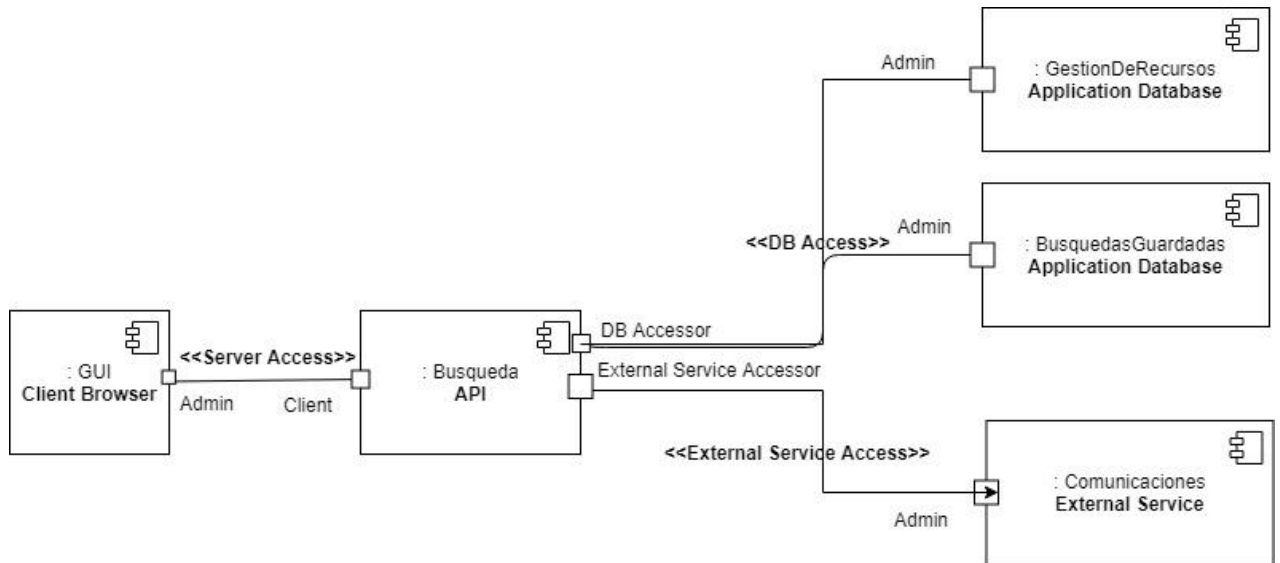 Admin
: GestionDeRecursos
Application Database
<<DB Access>>
Admin
: BusquedasGuardadas
Application Database
DB Accessor
<<Server Access>>
: GUI
Client Browser
Admin
Client
: Busqueda
API
External Service Accessor
<<External Service Access>>
Admin
: Comunicaciones
External Service